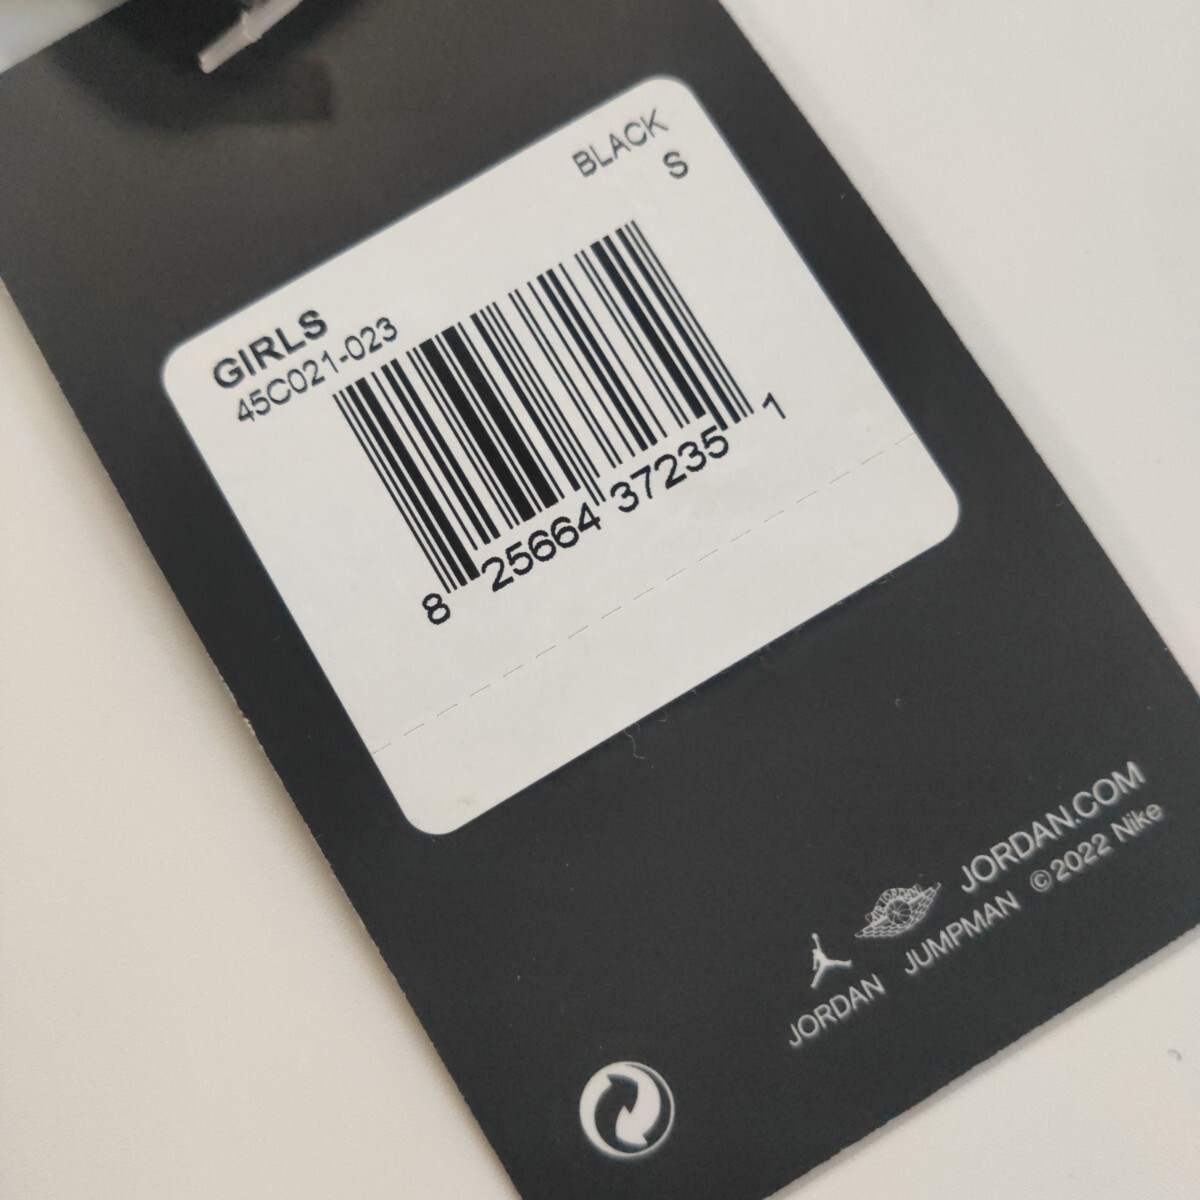 BLACK
S
GIRLS
45C021-023
8 25664 37235 1
JORDAN.COM
JORDAN JUMPMAN ©2022 Nike